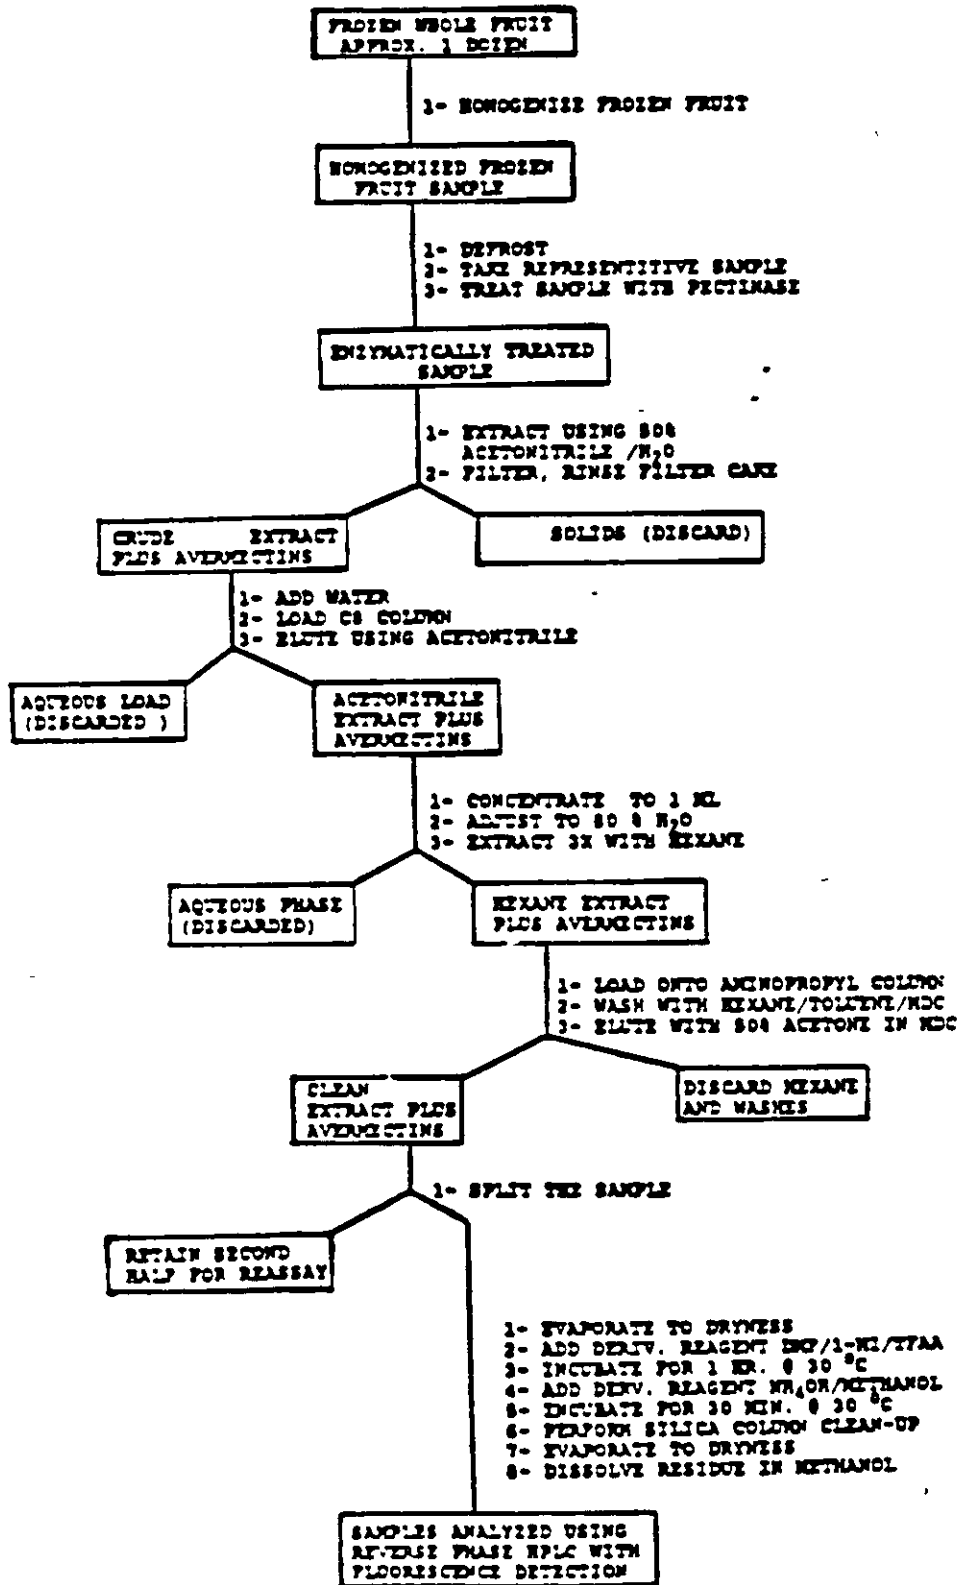 FROZEN WHOLE FRUIT
APPROX. 1 DOZEN
1- HOMOGENIZE FROZEN FRUIT
HOMOGENIZED FROZEN
FRUIT SAMPLE
1- DEFROST
2- TAKE REPRESENTITIVE SAMPLE
3- TREAT SAMPLE WITH PECTINASE
ENZYMATICALLY TREATED
SAMPLE
1- EXTRACT USING 80%
ACETONITRILE /H₂O
2- FILTER, RINSE FILTER CAKE
CRUDE EXTRACT
PLUS AVERMECTINS
SOLIDS (DISCARD)
1- ADD WATER
2- LOAD C8 COLUMN
3- ELUTE USING ACETONITRILE
AQUEOUS LOAD
(DISCARDED )
ACETONITRILE
EXTRACT PLUS
AVERMECTINS
1- CONCENTRATE TO 1 ML
2- ADJUST TO 80 % H₂O
3- EXTRACT 3X WITH HEXANE
AQUEOUS PHASE
(DISCARDED)
HEXANE EXTRACT
PLUS AVERMECTINS
1- LOAD ONTO AMINOPROPYL COLUMN
2- WASH WITH HEXANE/TOLUENE/MDC
3- ELUTE WITH 50% ACETONE IN MDC
CLEAN
EXTRACT PLUS
AVERMECTINS
DISCARD HEXANE
AND WASHES
1- SPLIT THE SAMPLE
RETAIN SECOND
HALF FOR REASSAY
1- EVAPORATE TO DRYNESS
2- ADD DERIV. REAGENT DMF/1-MI/TFAA
3- INCUBATE FOR 1 HR. @ 30 °C
4- ADD DERV. REAGENT NH₄OH/METHANOL
5- INCUBATE FOR 30 MIN. @ 30 °C
6- PERFORM SILICA COLUMN CLEAN-UP
7- EVAPORATE TO DRYNESS
8- DISSOLVE RESIDUE IN METHANOL
SAMPLES ANALYZED USING
REVERSE PHASE HPLC WITH
FLUORESCENCE DETECTION